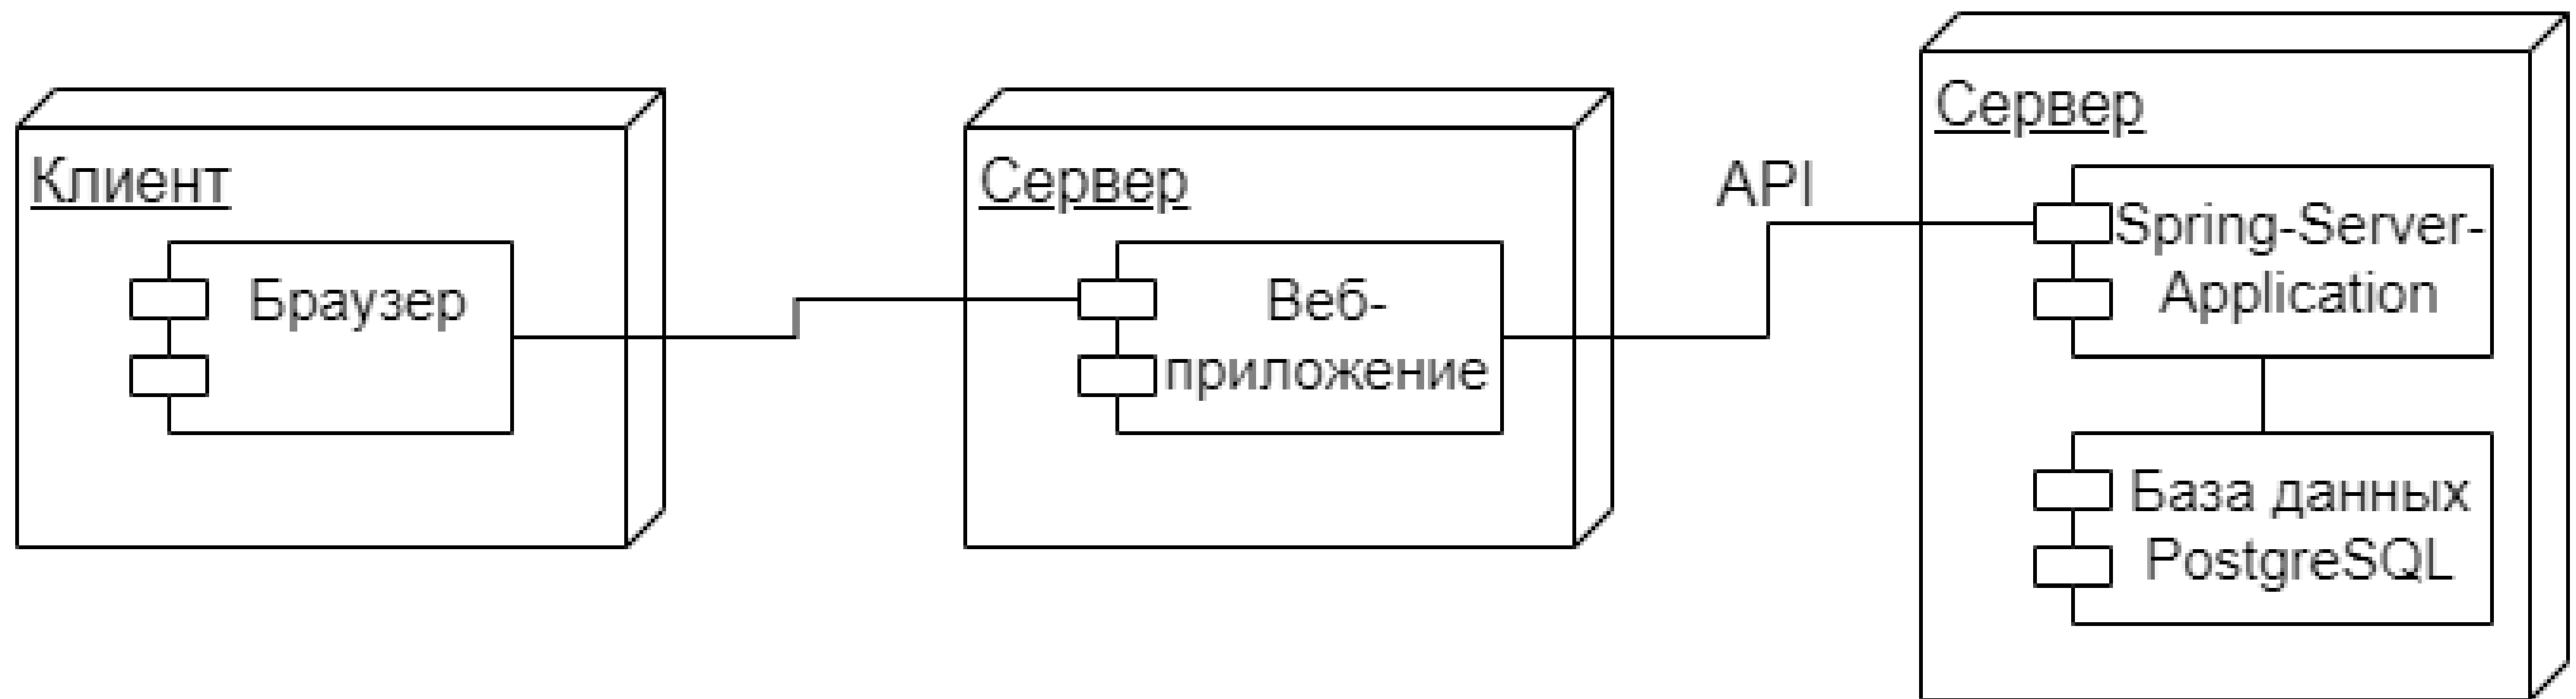 Клиент
Браузер
Сервер
Веб-
приложение
API
Сервер
Spring-Server-
Application
База данных
PostgreSQL